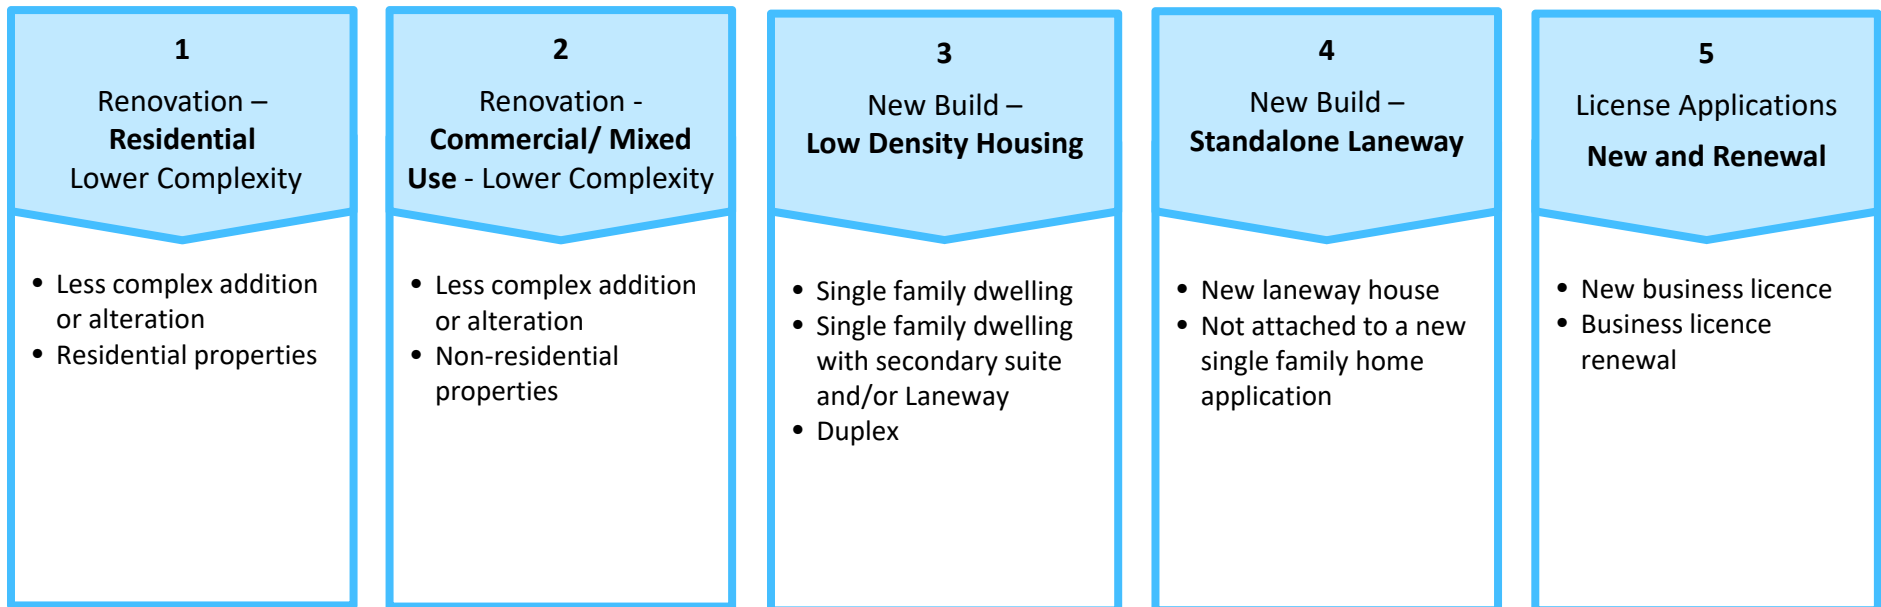 1
Renovation –
Residential
Lower Complexity
• Less complex addition
or alteration
• Residential properties
2
Renovation -
Commercial/ Mixed
Use - Lower Complexity
• Less complex addition
or alteration
• Non-residential
properties
3
New Build –
Low Density Housing
• Single family dwelling
• Single family dwelling
with secondary suite
and/or Laneway
• Duplex
4
New Build –
Standalone Laneway
• New laneway house
• Not attached to a new
single family home
application
5
License Applications
New and Renewal
• New business licence
• Business licence
renewal